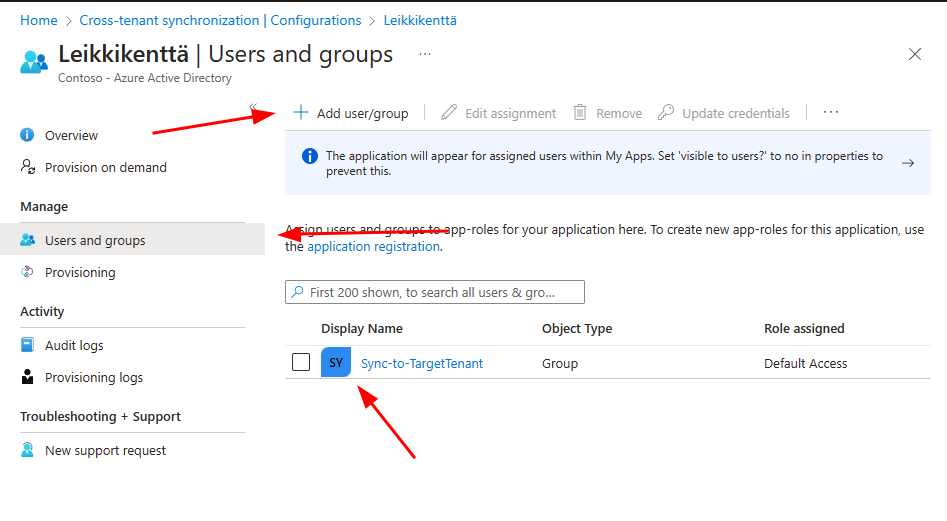 Home > Cross-tenant synchronization | Configurations > Leikkikenttä
Leikkikenttä | Users and groups ...
Contoso - Azure Active Directory
Add user/group
Edit assignment
Remove
Update credentials
...
Overview
Provision on demand
Manage
Users and groups
Provisioning
Activity
Audit logs
Provisioning logs
Troubleshooting + Support
New support request
The application will appear for assigned users within My Apps. Set 'visible to users?' to no in properties to
prevent this.
Assign users and groups to app-roles for your application here. To create new app-roles for this application, use
the application registration.
First 200 shown, to search all users & gro...
Display Name Object Type Role assigned
SY Sync-to-TargetTenant Group Default Access